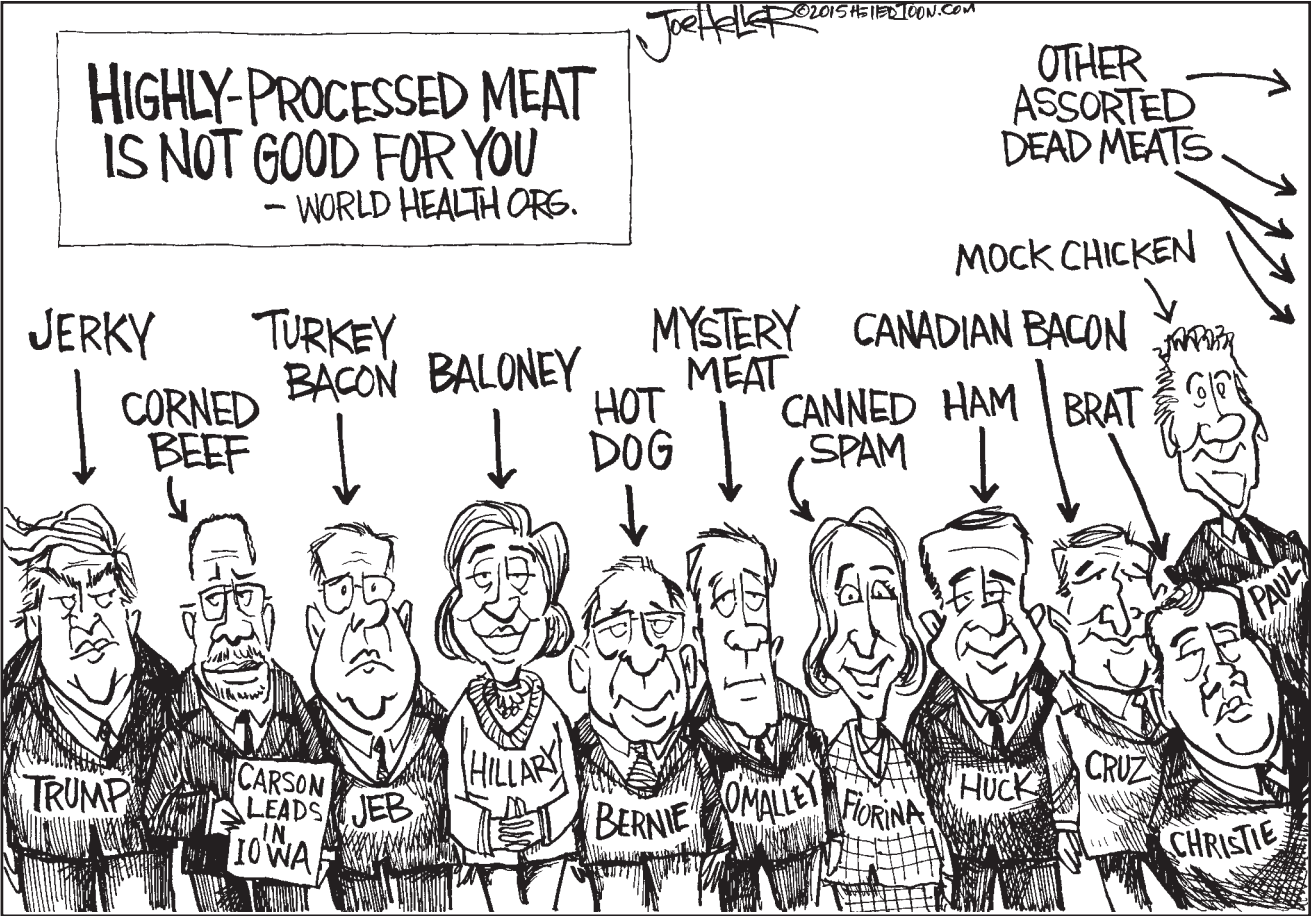 JOE HELLER ©2015 HELLERTOON.COM
HIGHLY-PROCESSED MEAT
IS NOT GOOD FOR YOU
- WORLD HEALTH ORG.
OTHER
ASSORTED
DEAD MEATS
MOCK CHICKEN
JERKY
CORNED
BEEF
TURKEY
BACON
BALONEY
HOT
DOG
MYSTERY
MEAT
CANNED
SPAM
HAM
CANADIAN BACON
BRAT
TRUMP
CARSON
LEADS
IN
IOWA
JEB
HILLARY
BERNIE
OMALLEY
FIORINA
HUCK
CRUZ
CHRISTIE
PAUL